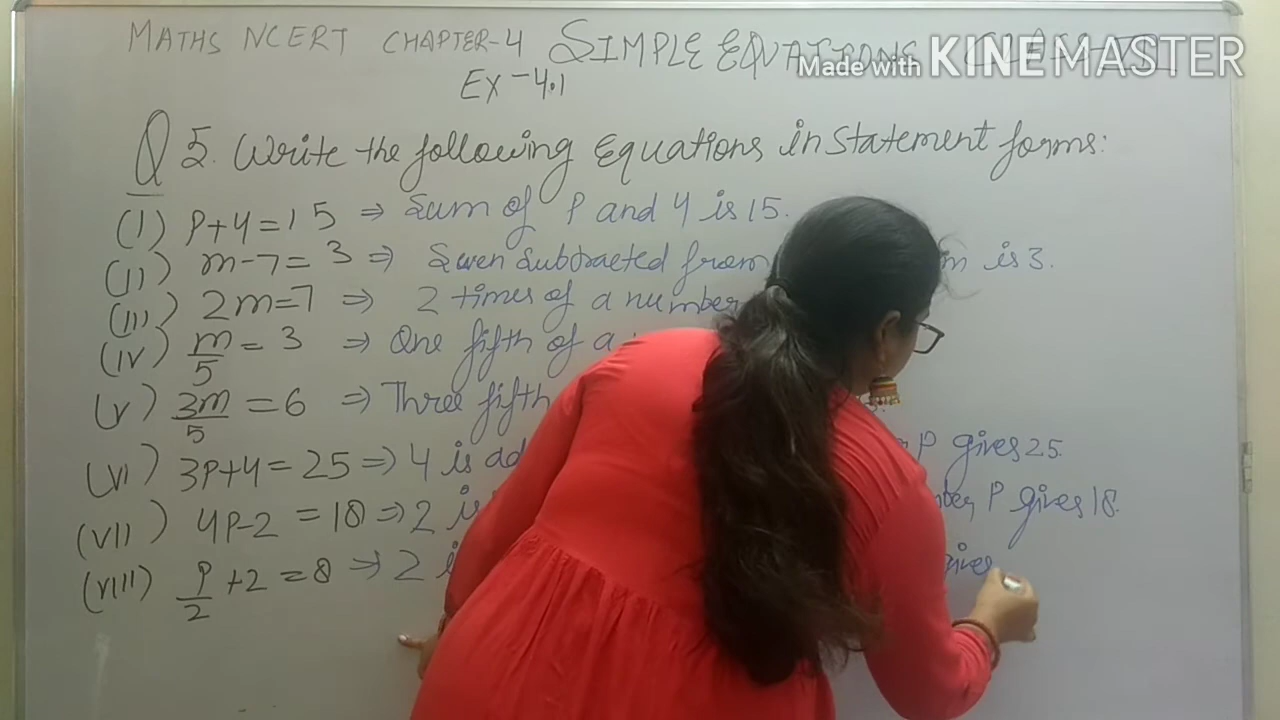 MATHS NCERT CHAPTER-4 SIMPLE EQUATIONS
Made with KINEMASTER
EX-4.1
Q 5. Write the following Equations in Statement forms:
(I) P+4=15 ⇒ Sum of P and 4 is 15.
(II) m-7=3 ⇒ Seven Subtracted from m is 3.
(III) 2m=7 ⇒ 2 times of a number
(IV) m/5 = 3 ⇒ One fifth of a
(V) 3m/5 = 6 ⇒ Three fifth
(VI) 3P+4=25 ⇒ 4 is P gives 25.
(VII) 4P-2 = 18 ⇒ 2 P gives 18.
(VIII) P/2 +2 = 8 ⇒ 2 gives